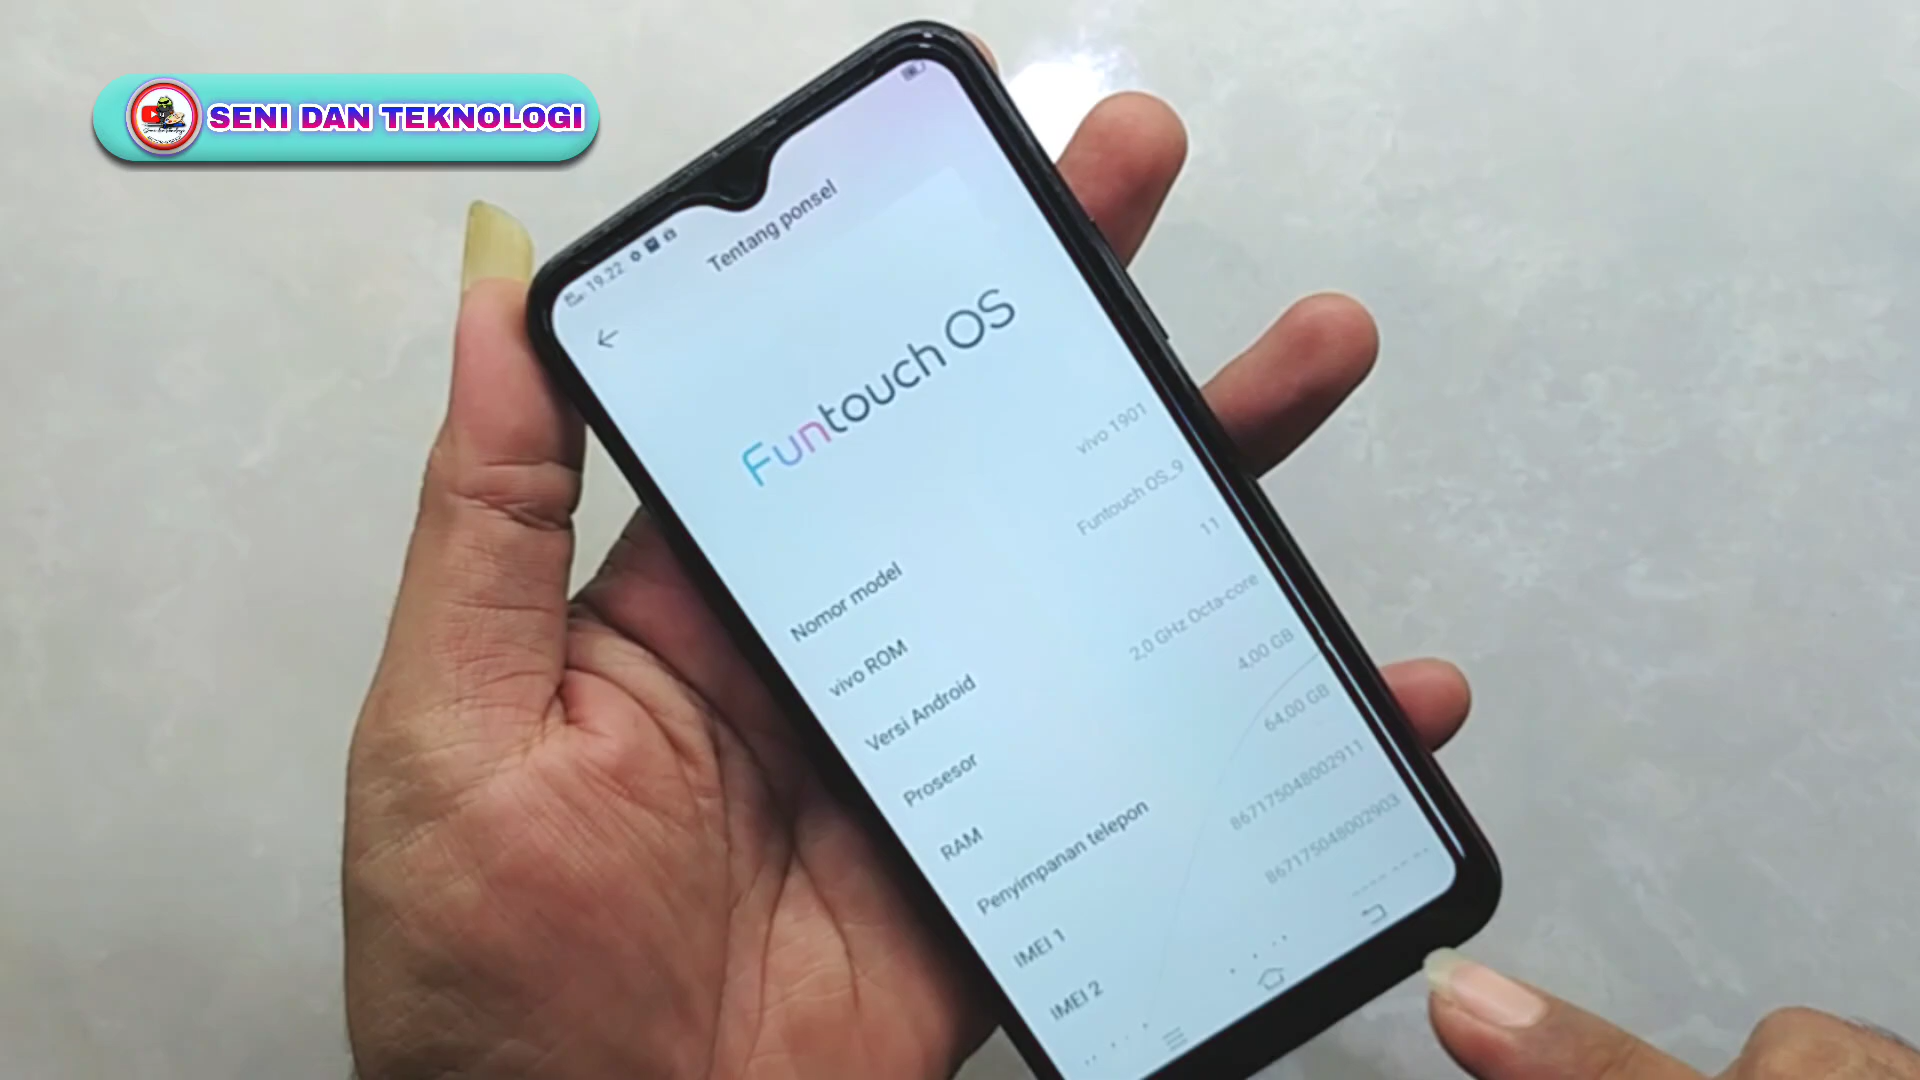 SENI DAN TEKNOLOGI
19.22
Tentang ponsel
Funtouch OS
Nomor model vivo 1901
vivo ROM Funtouch OS_9
Versi Android 11
Prosesor 2,0 GHz Octa-core
RAM 4,00 GB
Penyimpanan telepon 64,00 GB
IMEI 1 867175048002911
IMEI 2 867175048002903